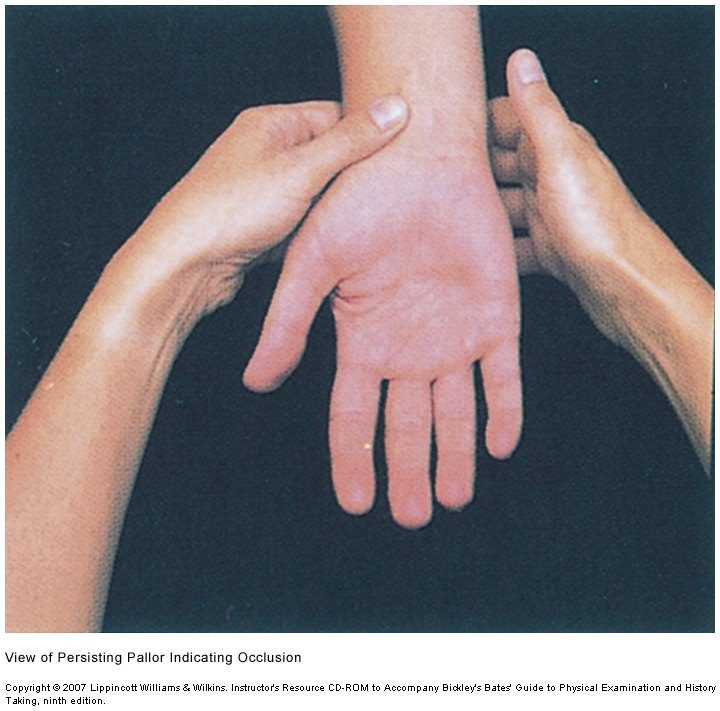 View of Persisting Pallor Indicating Occlusion
Copyright © 2007 Lippincott Williams & Wilkins. Instructor's Resource CD-ROM to Accompany Bickley's Bates' Guide to Physical Examination and History
Taking, ninth edition.